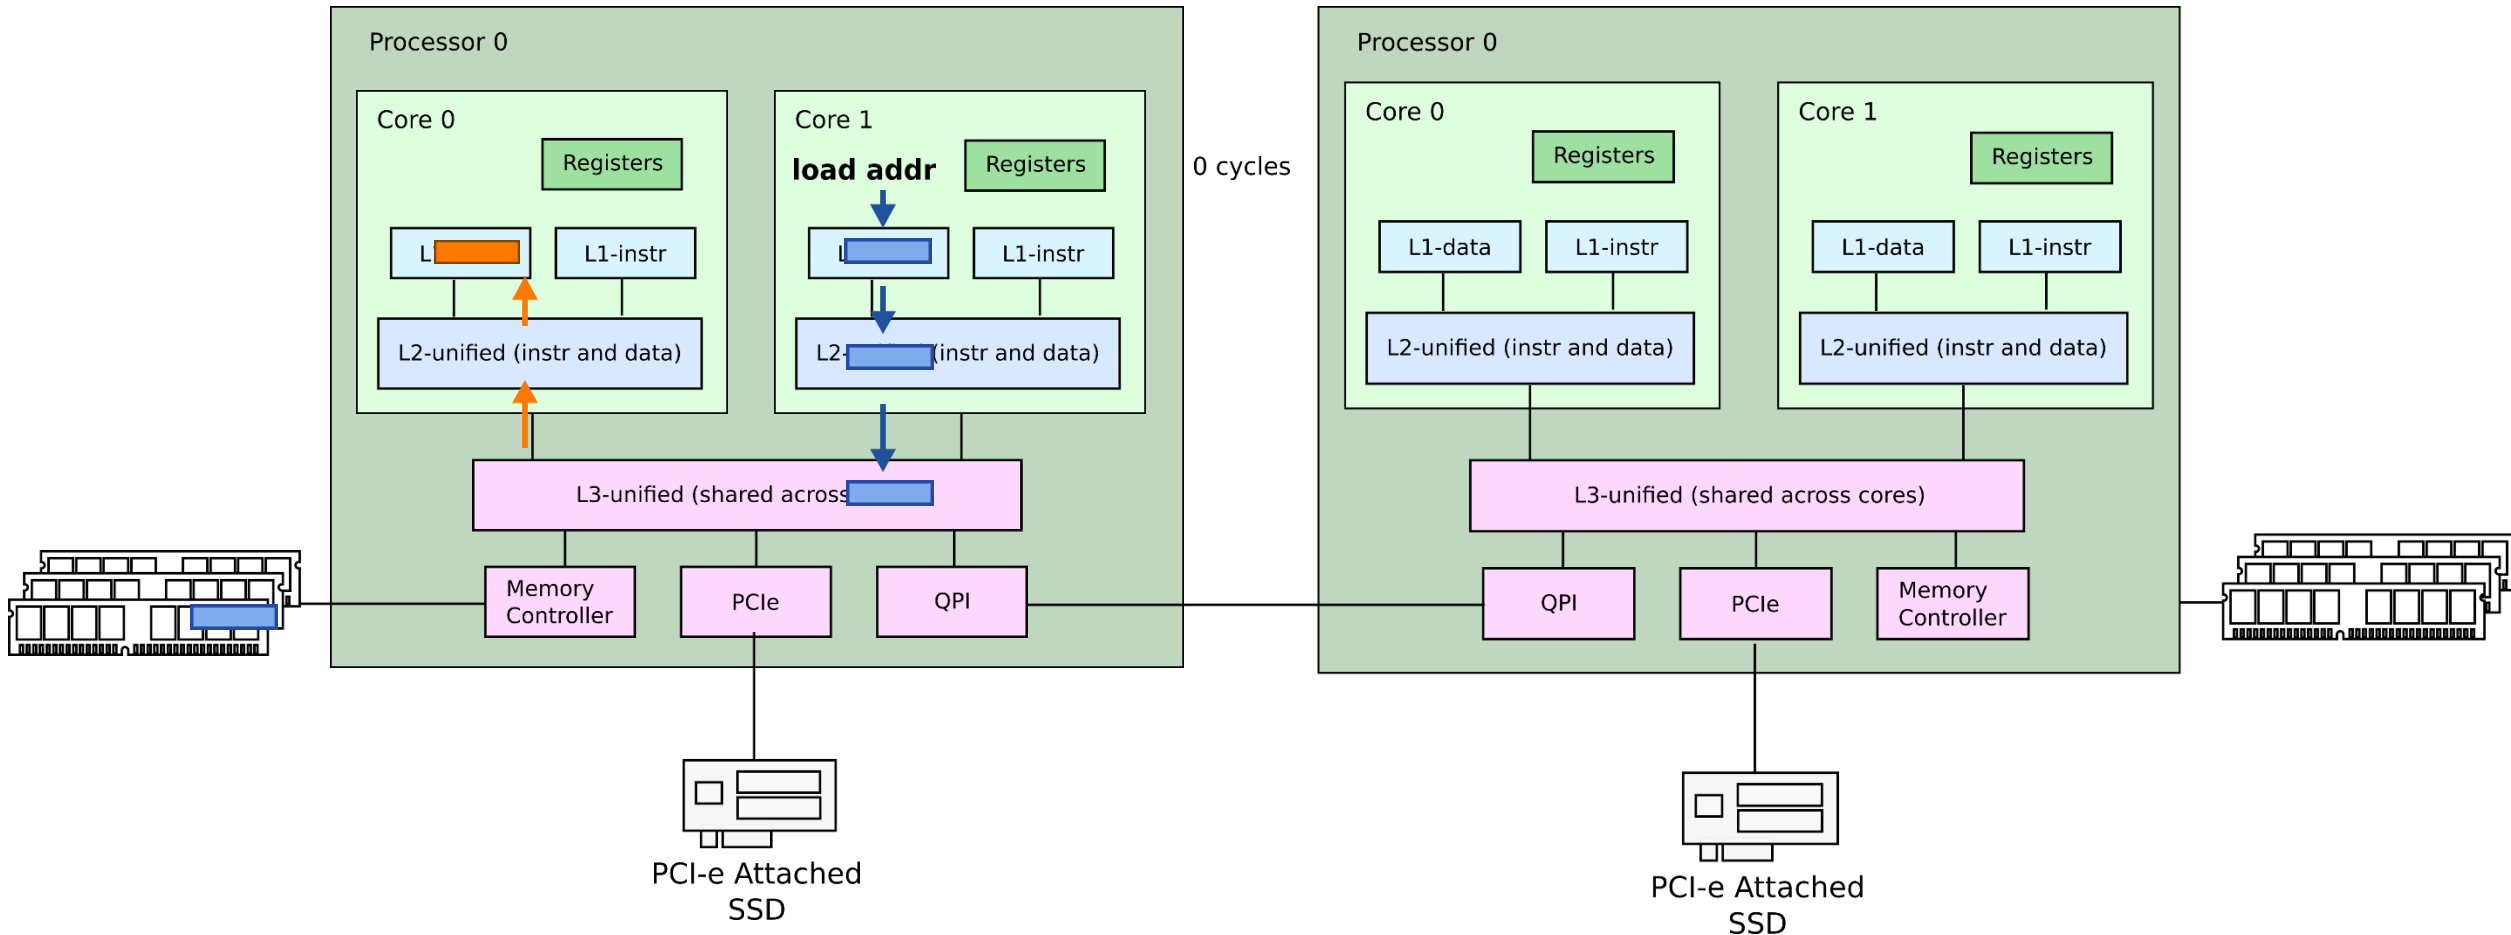 Processor 0
Core 0
Registers
L
L1-instr
L2-unified (instr and data)
Core 1
load addr
Registers
L1-instr
L2- (instr and data)
L3-unified (shared across
Memory
Controller
PCIe
QPI
PCI-e Attached
SSD
0 cycles
Processor 0
Core 0
Registers
L1-data
L1-instr
L2-unified (instr and data)
Core 1
Registers
L1-data
L1-instr
L2-unified (instr and data)
L3-unified (shared across cores)
QPI
PCIe
Memory
Controller
PCI-e Attached
SSD